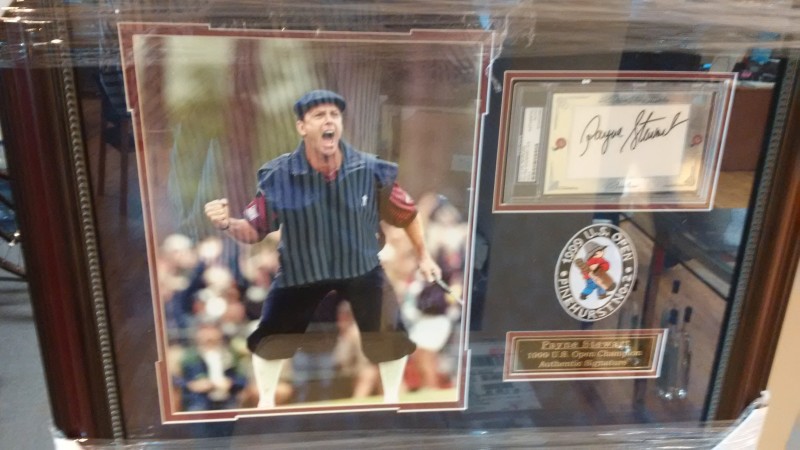 Payne Stewart
1999 U.S. OPEN
PINEHURST NO. 2
Payne Stewart
1999 U.S. Open Champion
Authentic Signature